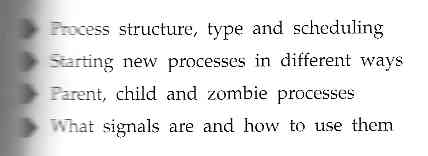 Process structure, type and scheduling
Starting new processes in different ways
Parent, child and zombie processes
What signals are and how to use them